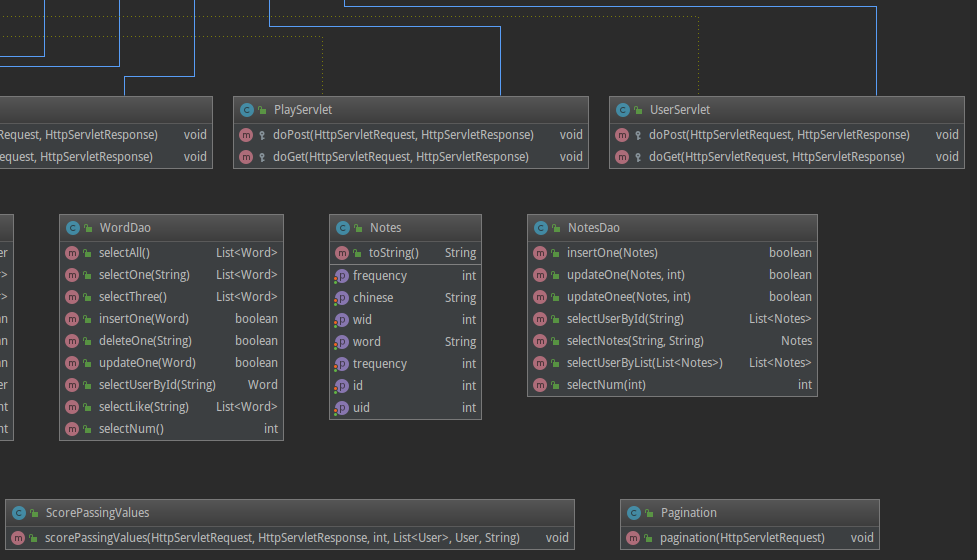 Request, HttpServletResponse) void
equest, HttpServletResponse) void
PlayServlet
doPost(HttpServletRequest, HttpServletResponse) void
doGet(HttpServletRequest, HttpServletResponse) void
UserServlet
doPost(HttpServletRequest, HttpServletResponse) void
doGet(HttpServletRequest, HttpServletResponse) void
er
>
>
n
n
n
er
nt
nt
WordDao
selectAll() List<Word>
selectOne(String) List<Word>
selectThree() List<Word>
insertOne(Word) boolean
deleteOne(String) boolean
updateOne(Word) boolean
selectUserById(String) Word
selectLike(String) List<Word>
selectNum() int
Notes
toString() String
frequency int
chinese String
wid int
word String
trequency int
id int
uid int
NotesDao
insertOne(Notes) boolean
updateOne(Notes, int) boolean
updateOnee(Notes, int) boolean
selectUserById(String) List<Notes>
selectNotes(String, String) Notes
selectUserByList(List<Notes>) List<Notes>
selectNum(int) int
ScorePassingValues
scorePassingValues(HttpServletRequest, HttpServletResponse, int, List<User>, User, String) void
Pagination
pagination(HttpServletRequest) void